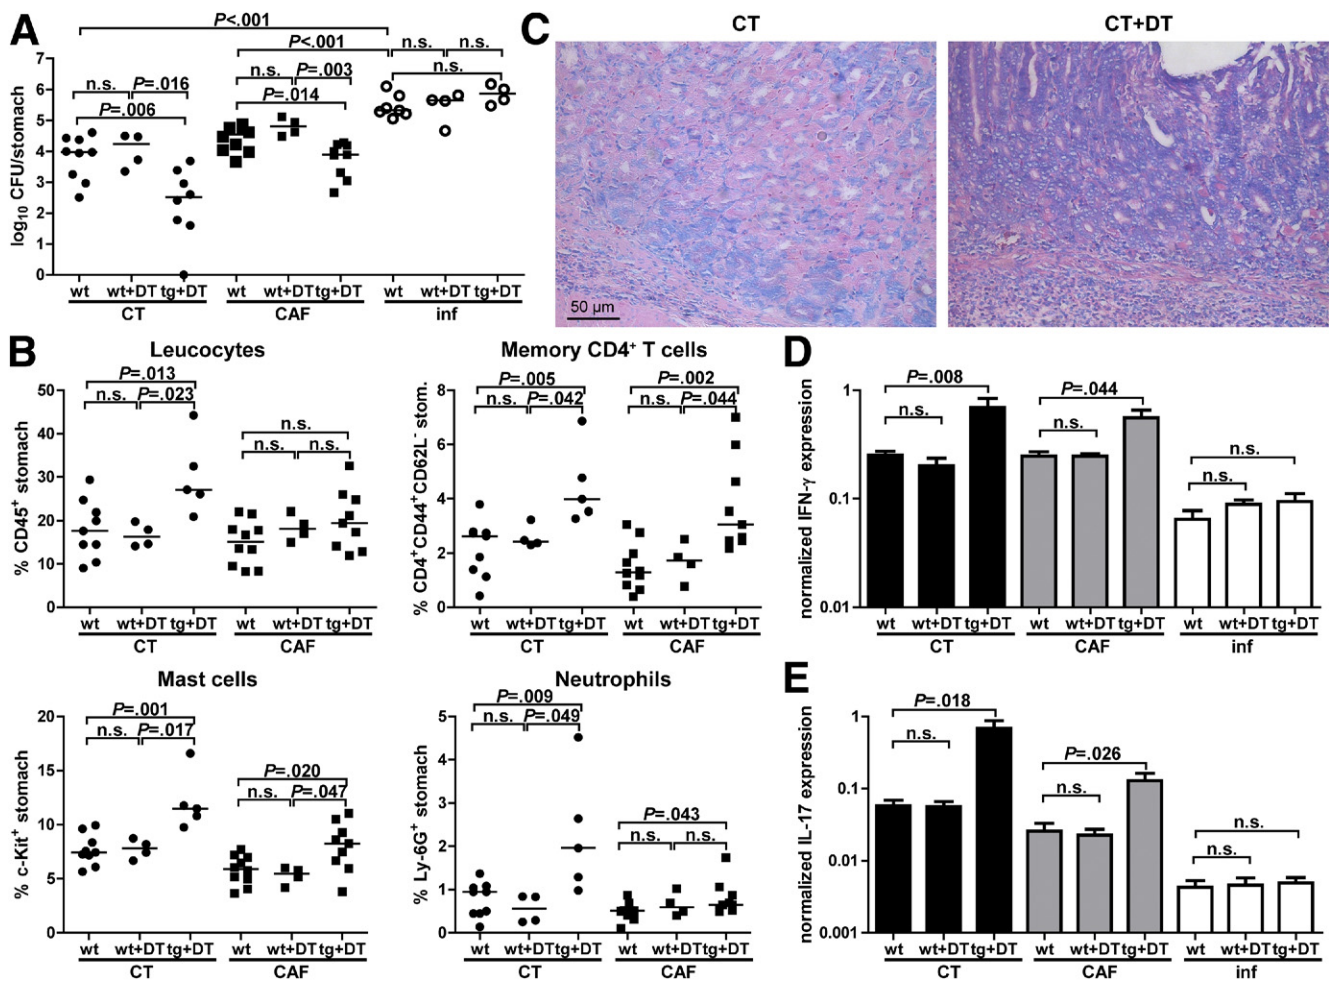 A
P<.001
P<.001
n.s.
n.s.
n.s.
P=.003
n.s.
n.s.
P=.016
P=.014
P=.006
log10 CFU/stomach
7
6
5
4
3
2
1
0
wt wt+DT tg+DT wt wt+DT tg+DT wt wt+DT tg+DT
CT CAF inf
C
CT CT+DT
50 µm
B
Leucocytes
P=.013
n.s. P=.023
n.s.
n.s. n.s.
% CD45+ stomach
50
40
30
20
10
0
wt wt+DT tg+DT wt wt+DT tg+DT
CT CAF
Memory CD4+ T cells
P=.005 P=.002
n.s. P=.042 n.s. P=.044
% CD4+CD44+CD62L- stom.
8
6
4
2
0
wt wt+DT tg+DT wt wt+DT tg+DT
CT CAF
D
P=.008
P=.044
n.s.
n.s.
n.s.
n.s.
normalized IFN-γ expression
1
0.1
0.01
wt wt+DT tg+DT wt wt+DT tg+DT wt wt+DT tg+DT
CT CAF inf
Mast cells
P=.001
n.s. P=.017
P=.020
n.s. P=.047
% c-Kit+ stomach
20
15
10
5
0
wt wt+DT tg+DT wt wt+DT tg+DT
CT CAF
Neutrophils
P=.009
n.s. P=.049
P=.043
n.s. n.s.
% Ly-6G+ stomach
5
4
3
2
1
0
wt wt+DT tg+DT wt wt+DT tg+DT
CT CAF
E
P=.018
n.s.
P=.026
n.s.
n.s.
n.s.
normalized IL-17 expression
1
0.1
0.01
0.001
wt wt+DT tg+DT wt wt+DT tg+DT wt wt+DT tg+DT
CT CAF inf